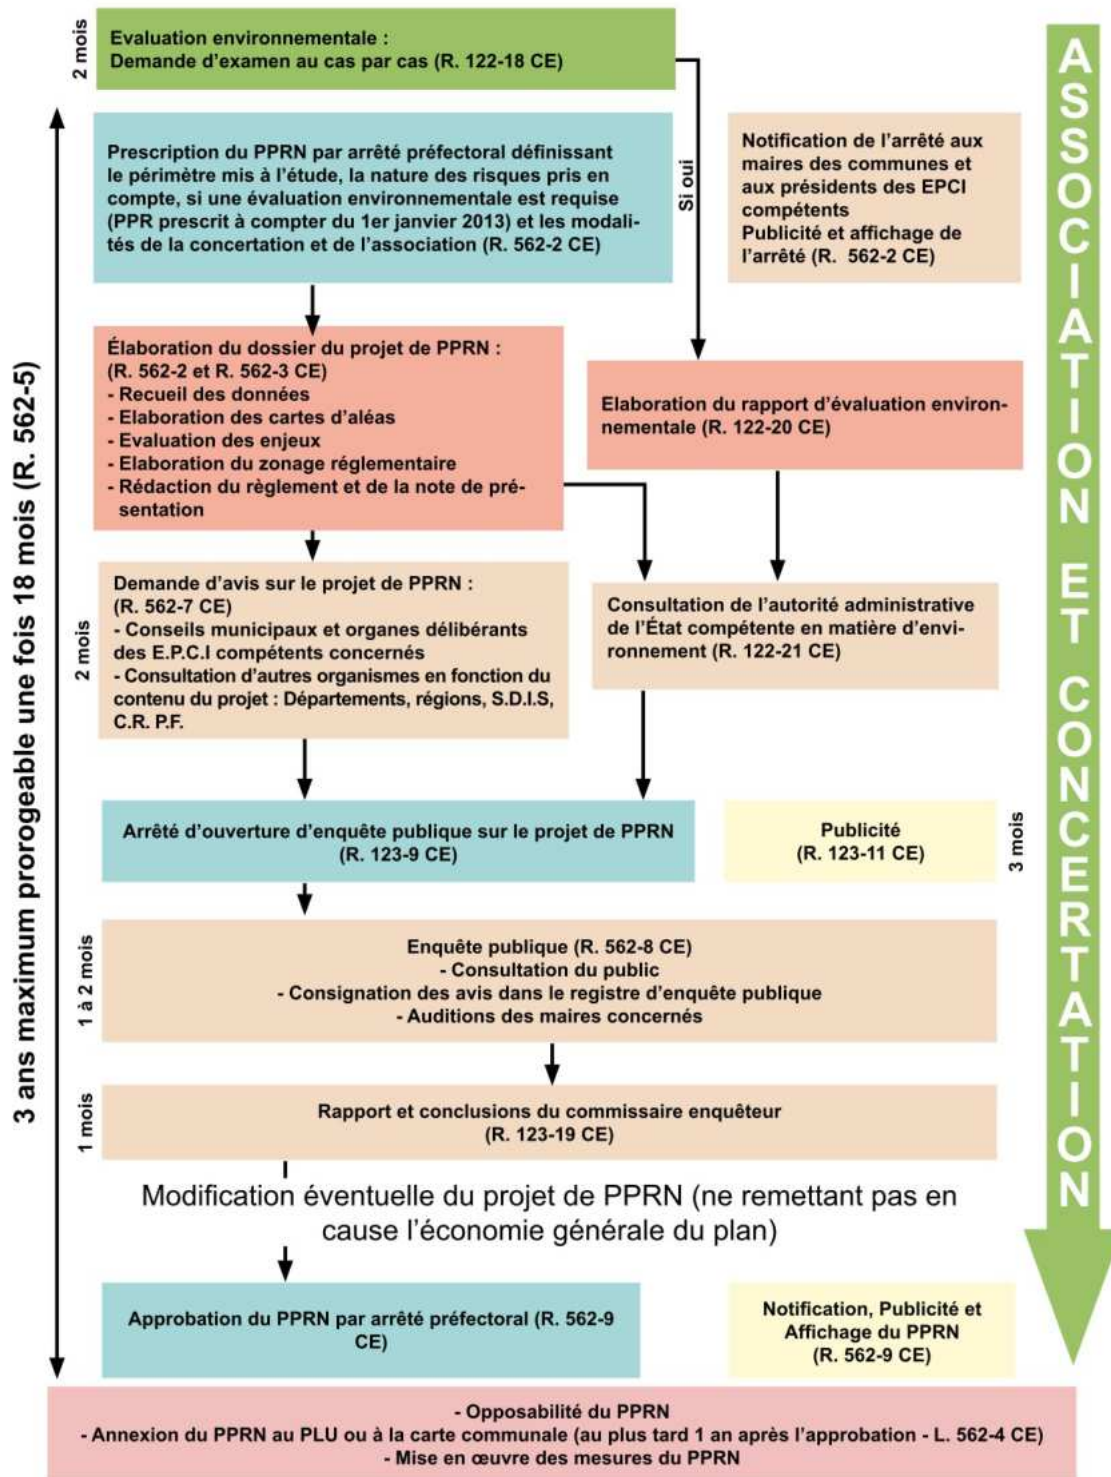 2 mois
Evaluation environnementale :
Demande d'examen au cas par cas (R. 122-18 CE)
3 ans maximum prorogeable une fois 18 mois (R. 562-5)
Prescription du PPRN par arrêté préfectoral définissant
le périmètre mis à l'étude, la nature des risques pris en
compte, si une évaluation environnementale est requise
(PPR prescrit à compter du 1er janvier 2013) et les modali-
tés de la concertation et de l'association (R. 562-2 CE)
Si oui
Notification de l'arrêté aux
maires des communes et
aux présidents des EPCI
compétents
Publicité et affichage de
l'arrêté (R. 562-2 CE)
Élaboration du dossier du projet de PPRN :
(R. 562-2 et R. 562-3 CE)
- Recueil des données
- Elaboration des cartes d'aléas
- Evaluation des enjeux
- Elaboration du zonage réglementaire
- Rédaction du règlement et de la note de pré-
sentation
Elaboration du rapport d'évaluation environ-
nementale (R. 122-20 CE)
2 mois
Demande d'avis sur le projet de PPRN :
(R. 562-7 CE)
- Conseils municipaux et organes délibérants
des E.P.C.I compétents concernés
- Consultation d'autres organismes en fonction du
contenu du projet : Départements, régions, S.D.I.S,
C.R. P.F.
Consultation de l'autorité administrative
de l'État compétente en matière d'envi-
ronnement (R. 122-21 CE)
Arrêté d'ouverture d'enquête publique sur le projet de PPRN
(R. 123-9 CE)
Publicité
(R. 123-11 CE)
3 mois
1 à 2 mois
Enquête publique (R. 562-8 CE)
- Consultation du public
- Consignation des avis dans le registre d'enquête publique
- Auditions des maires concernés
1 mois
Rapport et conclusions du commissaire enquêteur
(R. 123-19 CE)
Modification éventuelle du projet de PPRN (ne remettant pas en
cause l'économie générale du plan)
Approbation du PPRN par arrêté préfectoral (R. 562-9
CE)
Notification, Publicité et
Affichage du PPRN
(R. 562-9 CE)
- Opposabilité du PPRN
- Annexion du PPRN au PLU ou à la carte communale (au plus tard 1 an après l'approbation - L. 562-4 CE)
- Mise en œuvre des mesures du PPRN
ASSOCIATION ET CONCERTATION